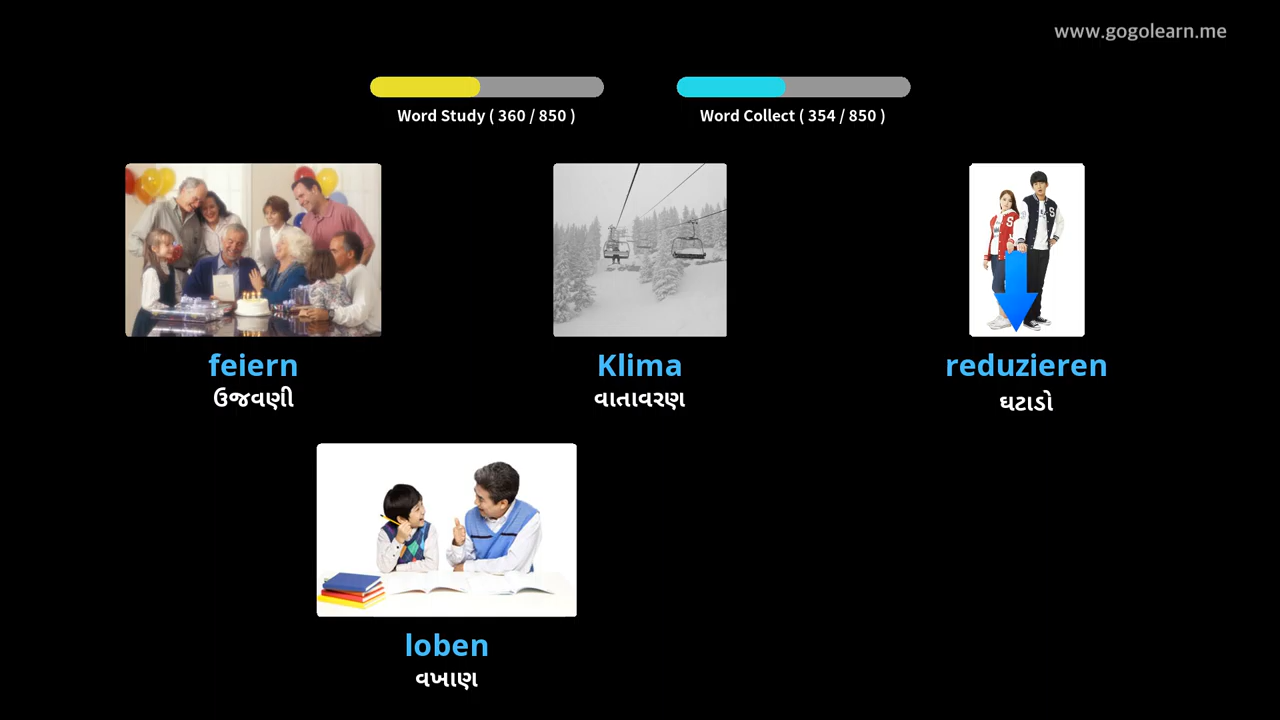 www.gogolearn.me
Word Study ( 360 / 850 )
Word Collect ( 354 / 850 )
feiern
ઉજવણી
Klima
વાતાવરણ
reduzieren
ઘટાડો
loben
વખાણ